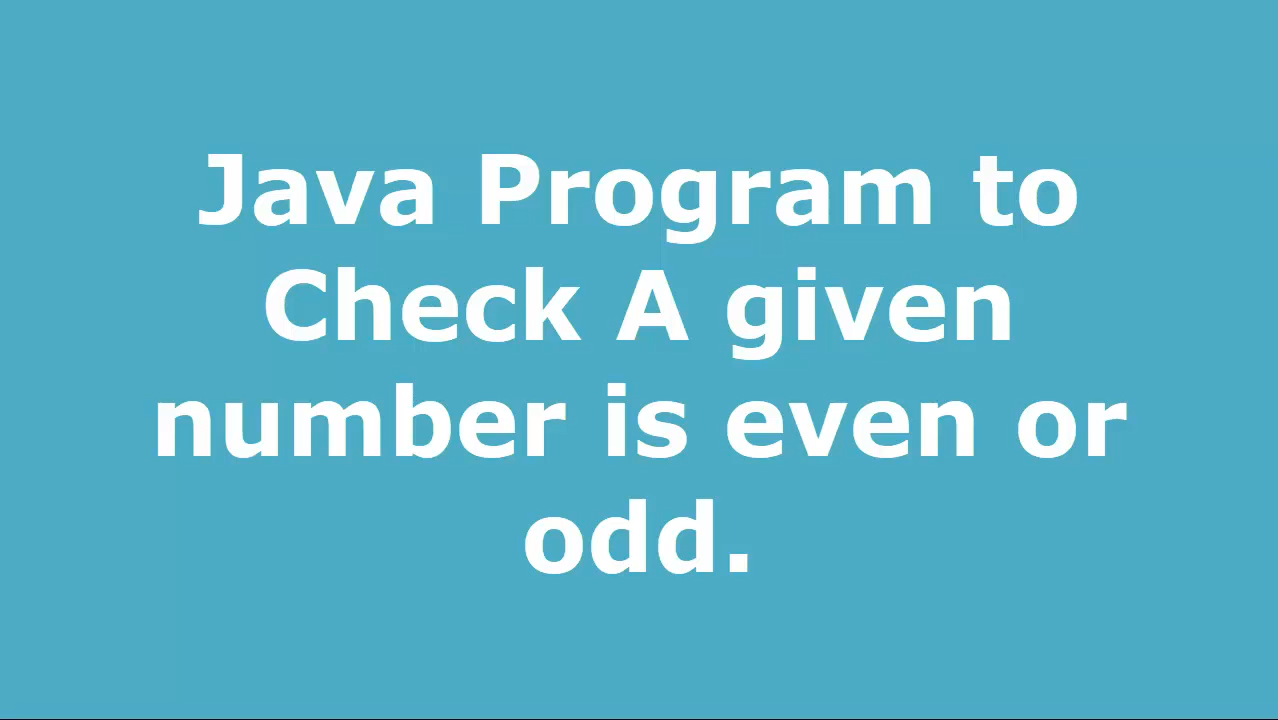 Java Program to
Check A given
number is even or
odd.